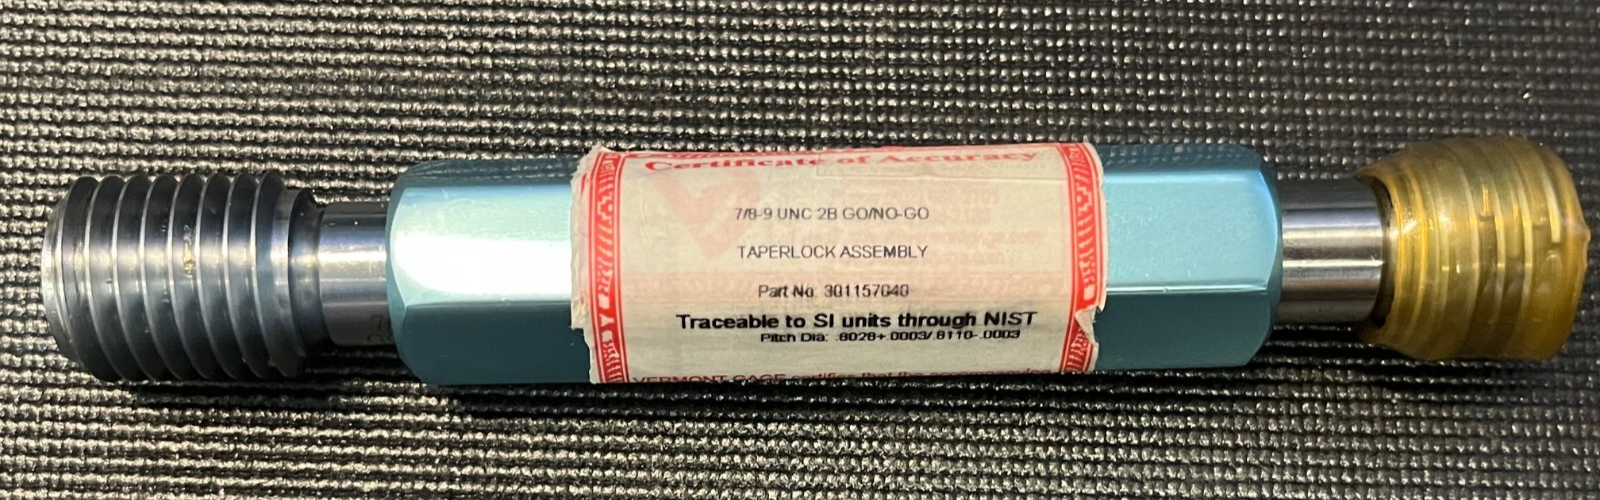 Certificate of Accuracy
7/8-9 UNC 2B GO/NO-GO
TAPERLOCK ASSEMBLY
Part No: 301157040
Traceable to SI units through NIST
Pitch Dia: .8028+.0003/.8110-.0003
VERMONT GAGE certifies that the accompanying